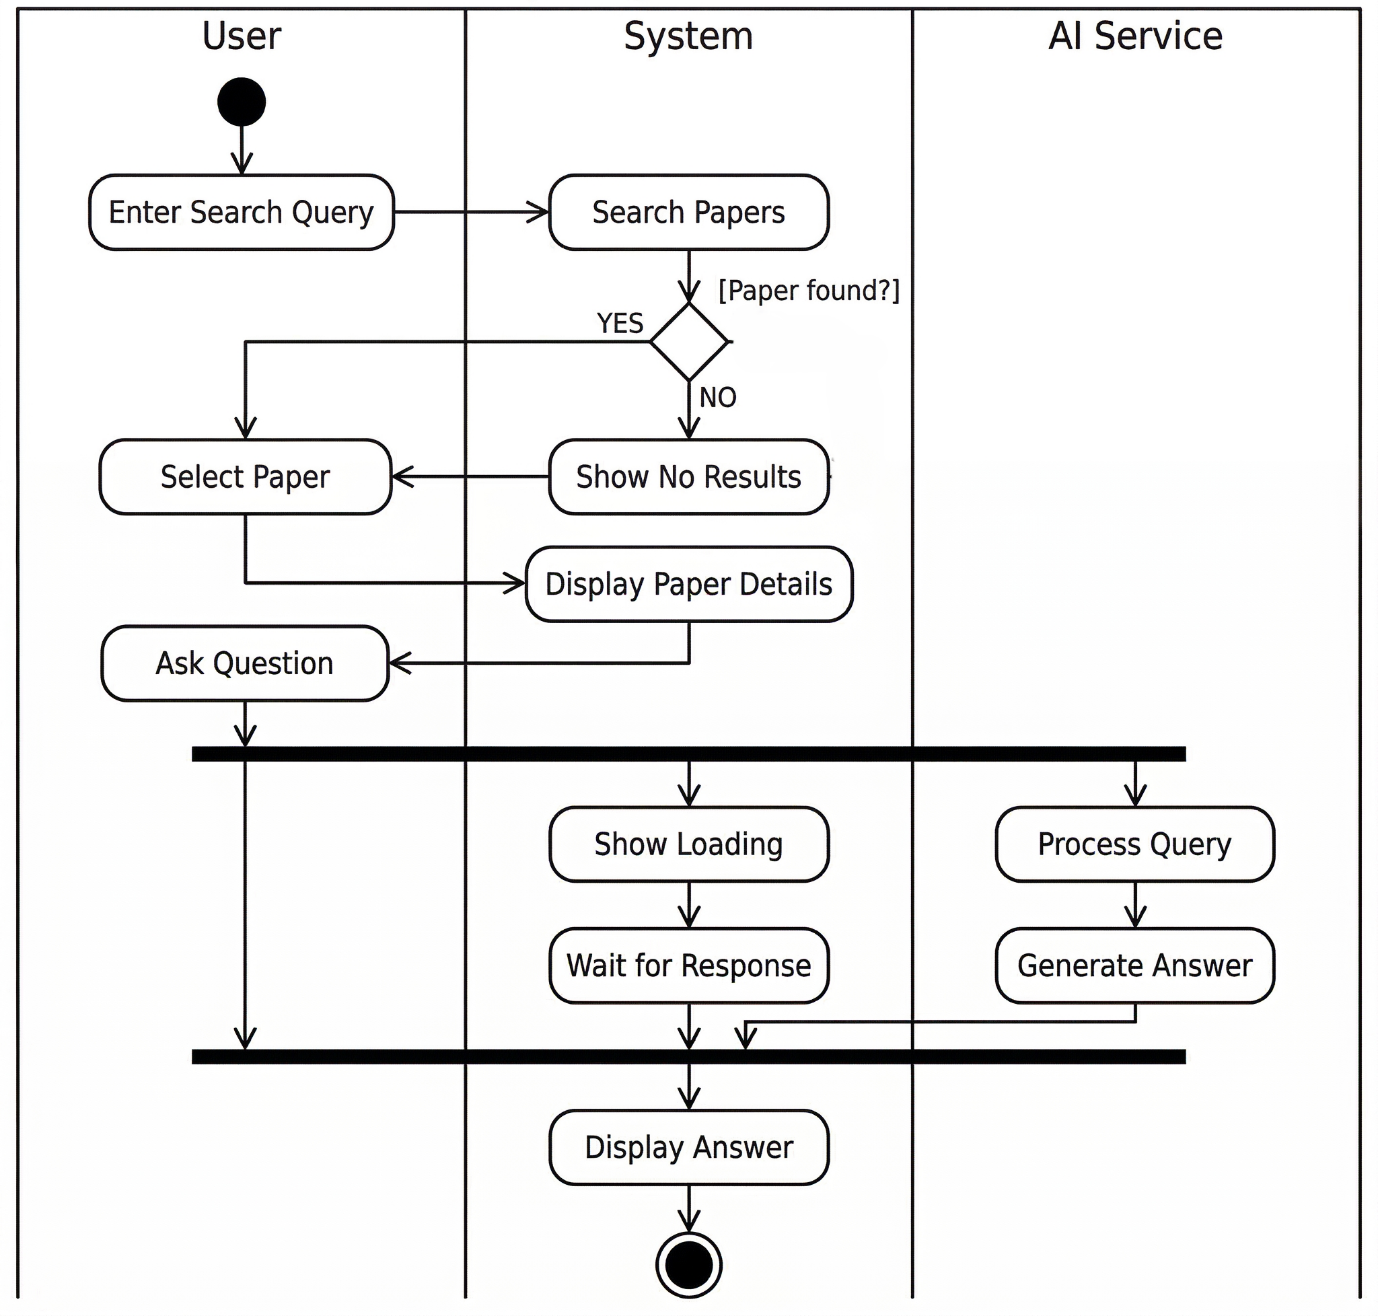 User
System
AI Service
Enter Search Query
Search Papers
[Paper found?]
YES
NO
Select Paper
Show No Results
Display Paper Details
Ask Question
Show Loading
Process Query
Wait for Response
Generate Answer
Display Answer